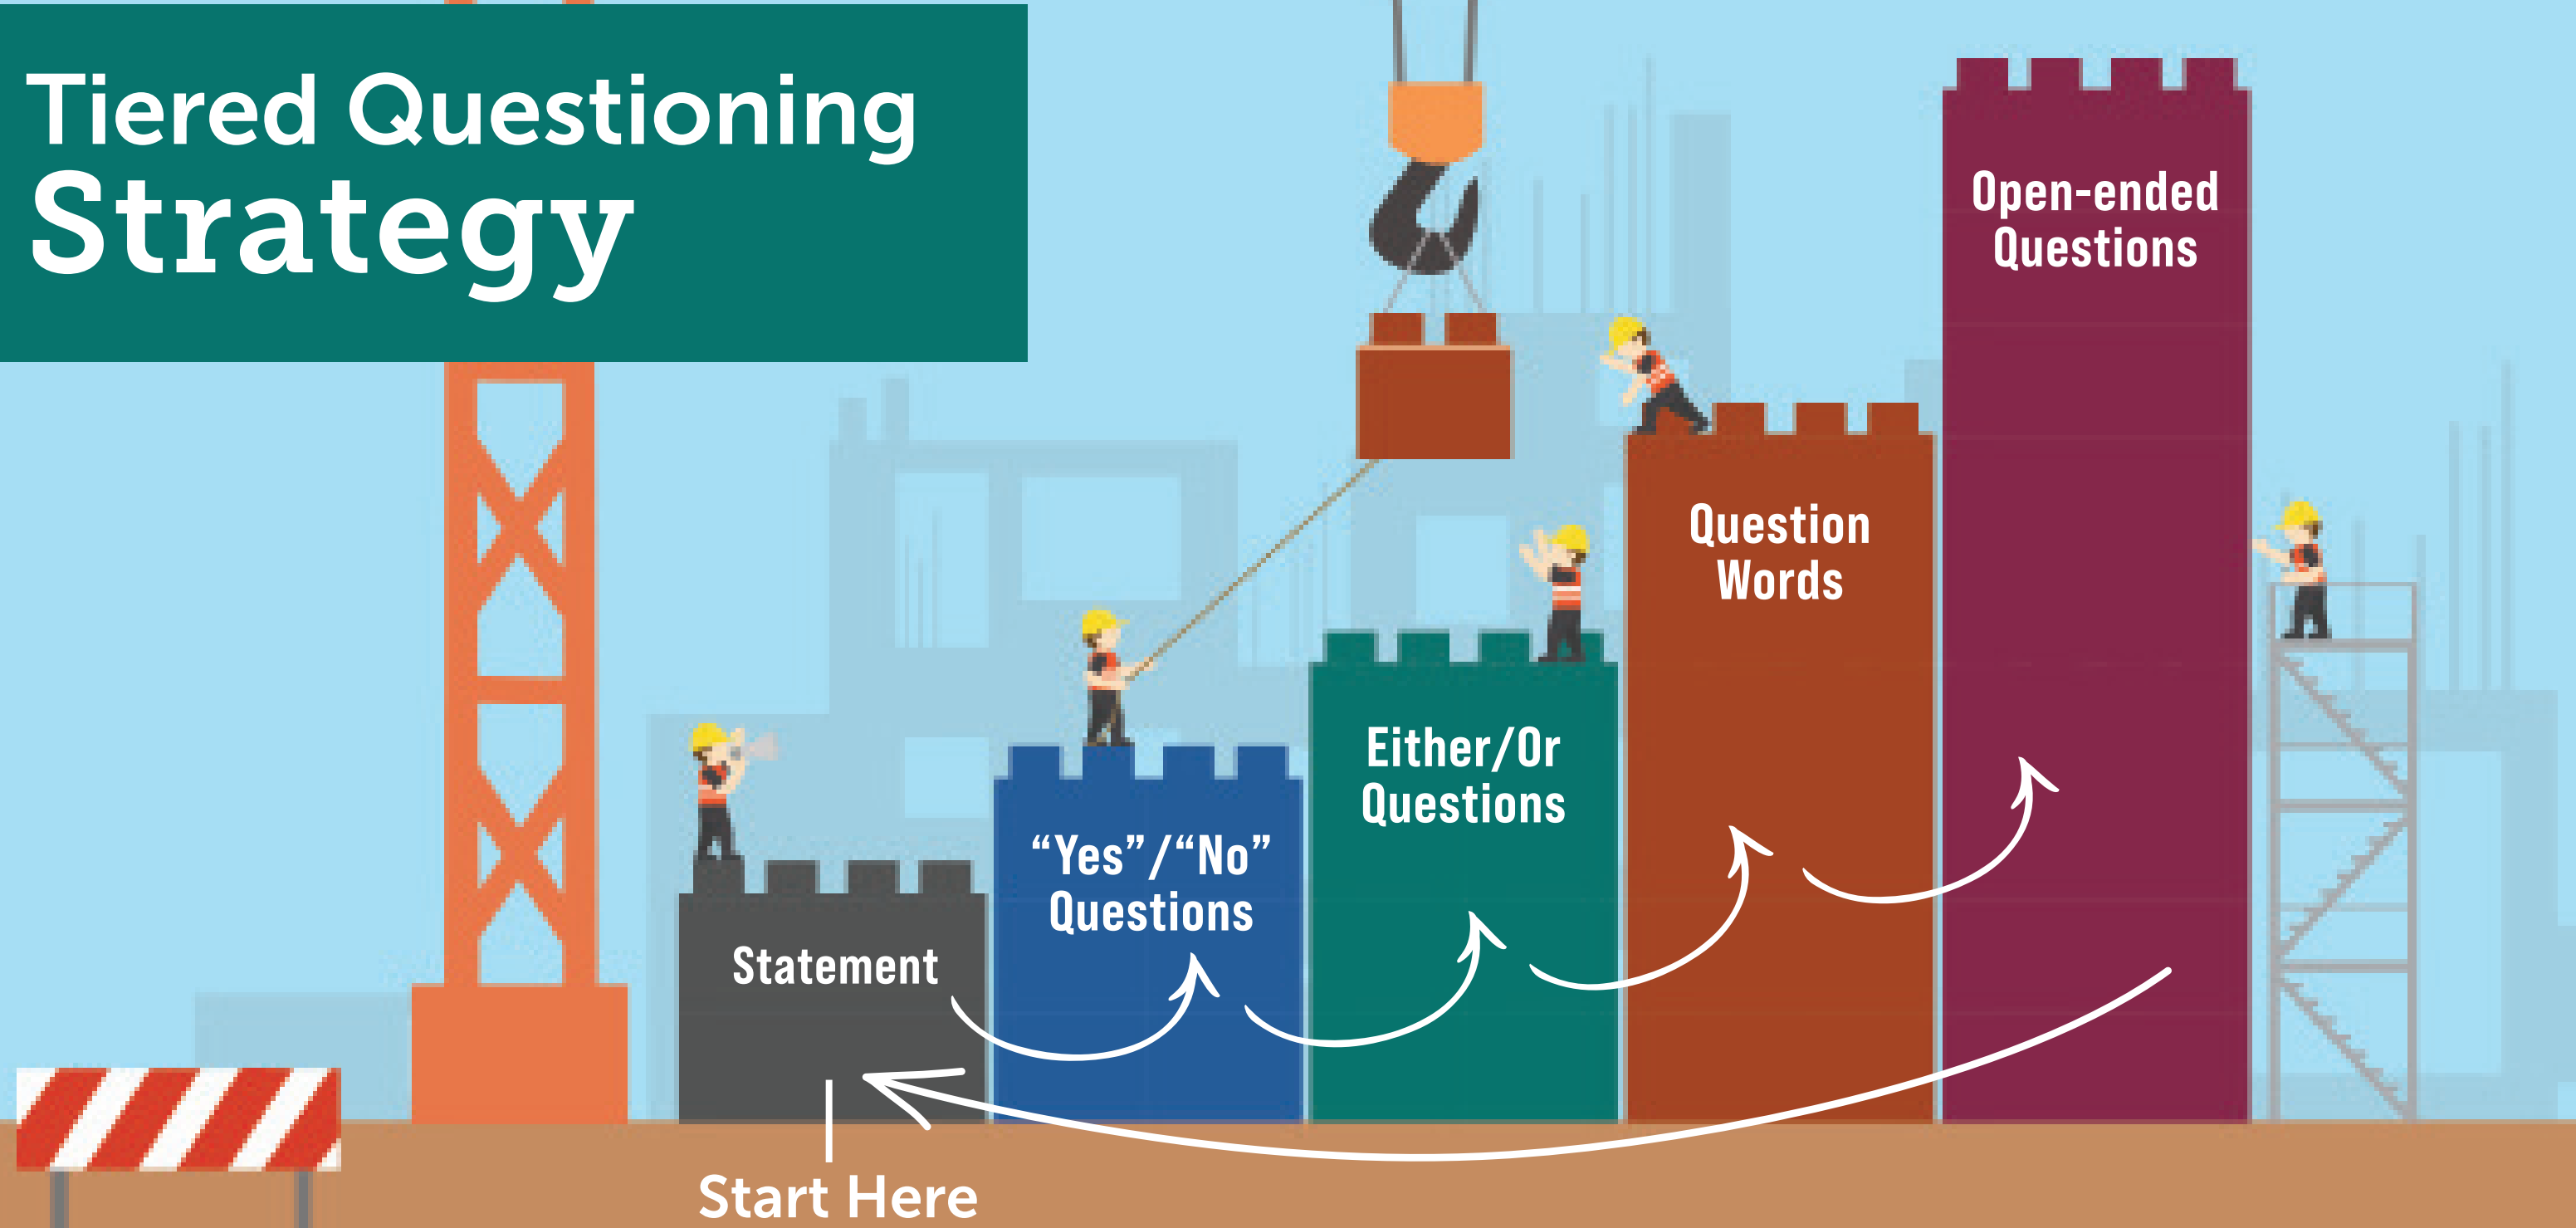 Tiered Questioning
Strategy
Statement
“Yes”/“No”
Questions
Either/Or
Questions
Question
Words
Open-ended
Questions
Start Here